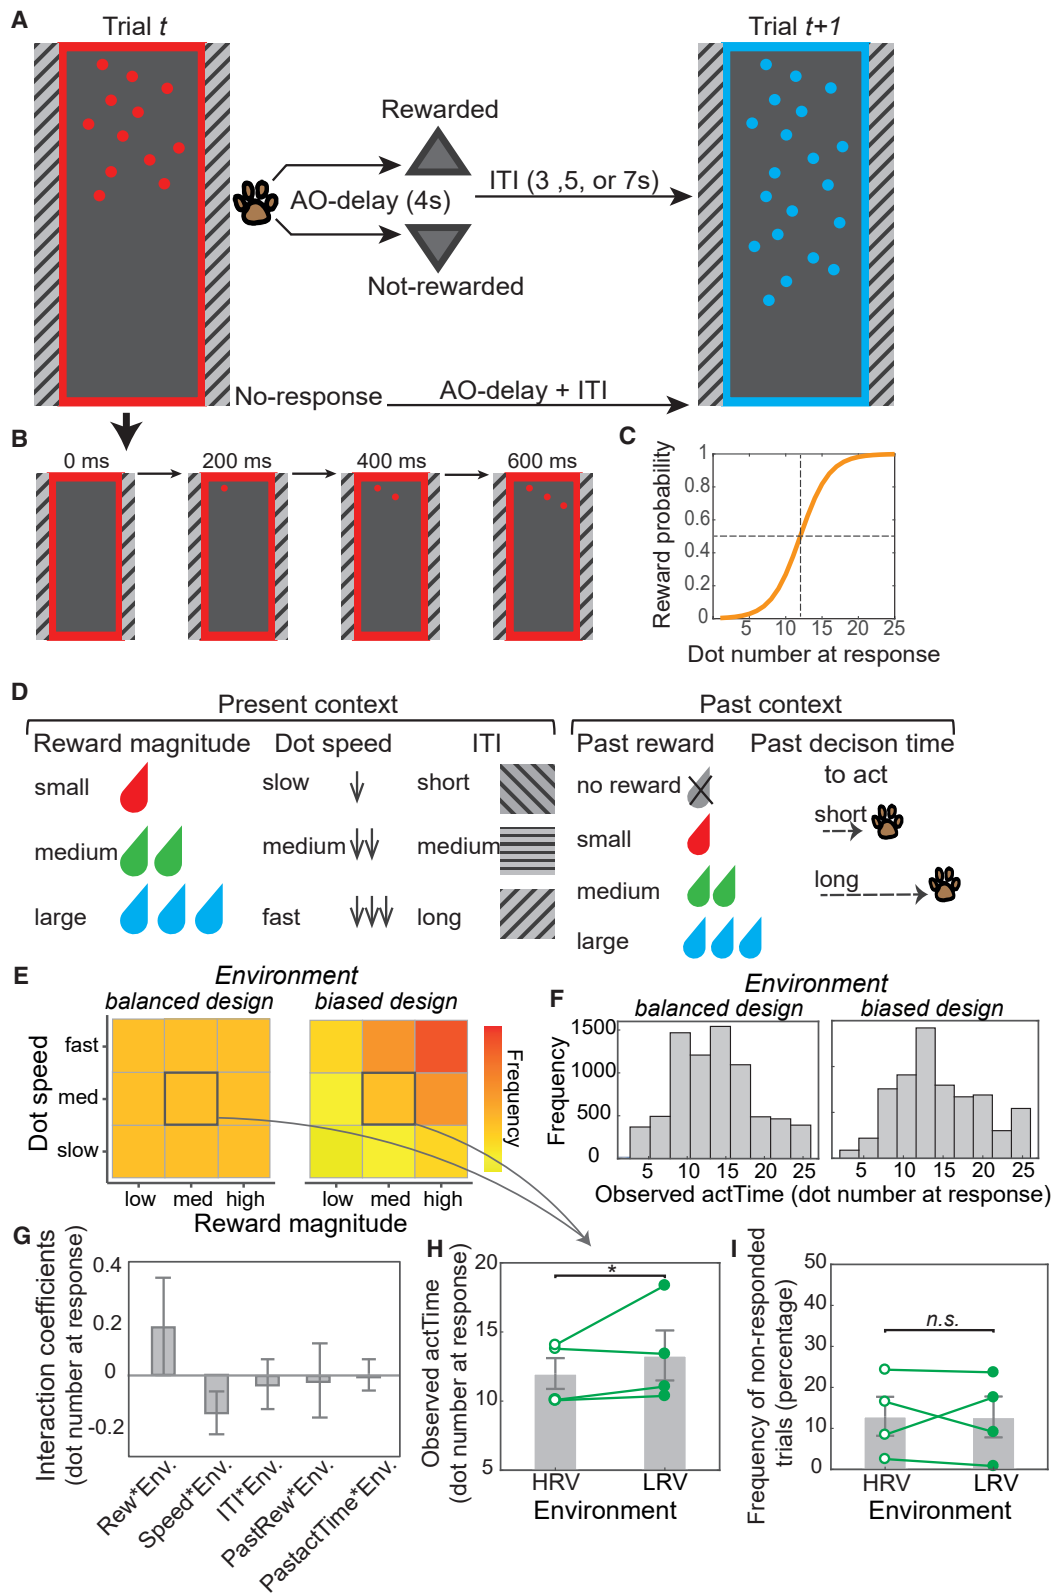 A
Trial t
Trial t+1
Rewarded
AO-delay (4s)
ITI (3 ,5, or 7s)
Not-rewarded
No-response
AO-delay + ITI
B
0 ms
200 ms
400 ms
600 ms
C
Reward probability
1
0.8
0.6
0.4
0.2
0
5
10
15
20
25
Dot number at response
D
Present context
Past context
Reward magnitude
Dot speed
ITI
Past reward
Past decison time
to act
small
slow
short
no reward
short
medium
medium
medium
small
long
large
fast
long
medium
large
E
Environment
balanced design
biased design
Dot speed
fast
med
slow
low
med
high
low
med
high
Reward magnitude
Frequency
F
Environment
balanced design
biased design
Frequency
1500
1000
500
0
5
10
15
20
25
5
10
15
20
25
Observed actTime (dot number at response)
G
Interaction coefficients
(dot number at response)
0.4
0.2
0
-0.2
Rew*Env.
Speed*Env.
ITI*Env.
PastRew*Env.
PastactTime*Env.
H
Observed actTime
(dot number at response)
20
15
10
5
*
HRV
LRV
Environment
I
Frequency of non-responded
trials (percentage)
50
40
30
20
10
0
n.s.
HRV
LRV
Environment